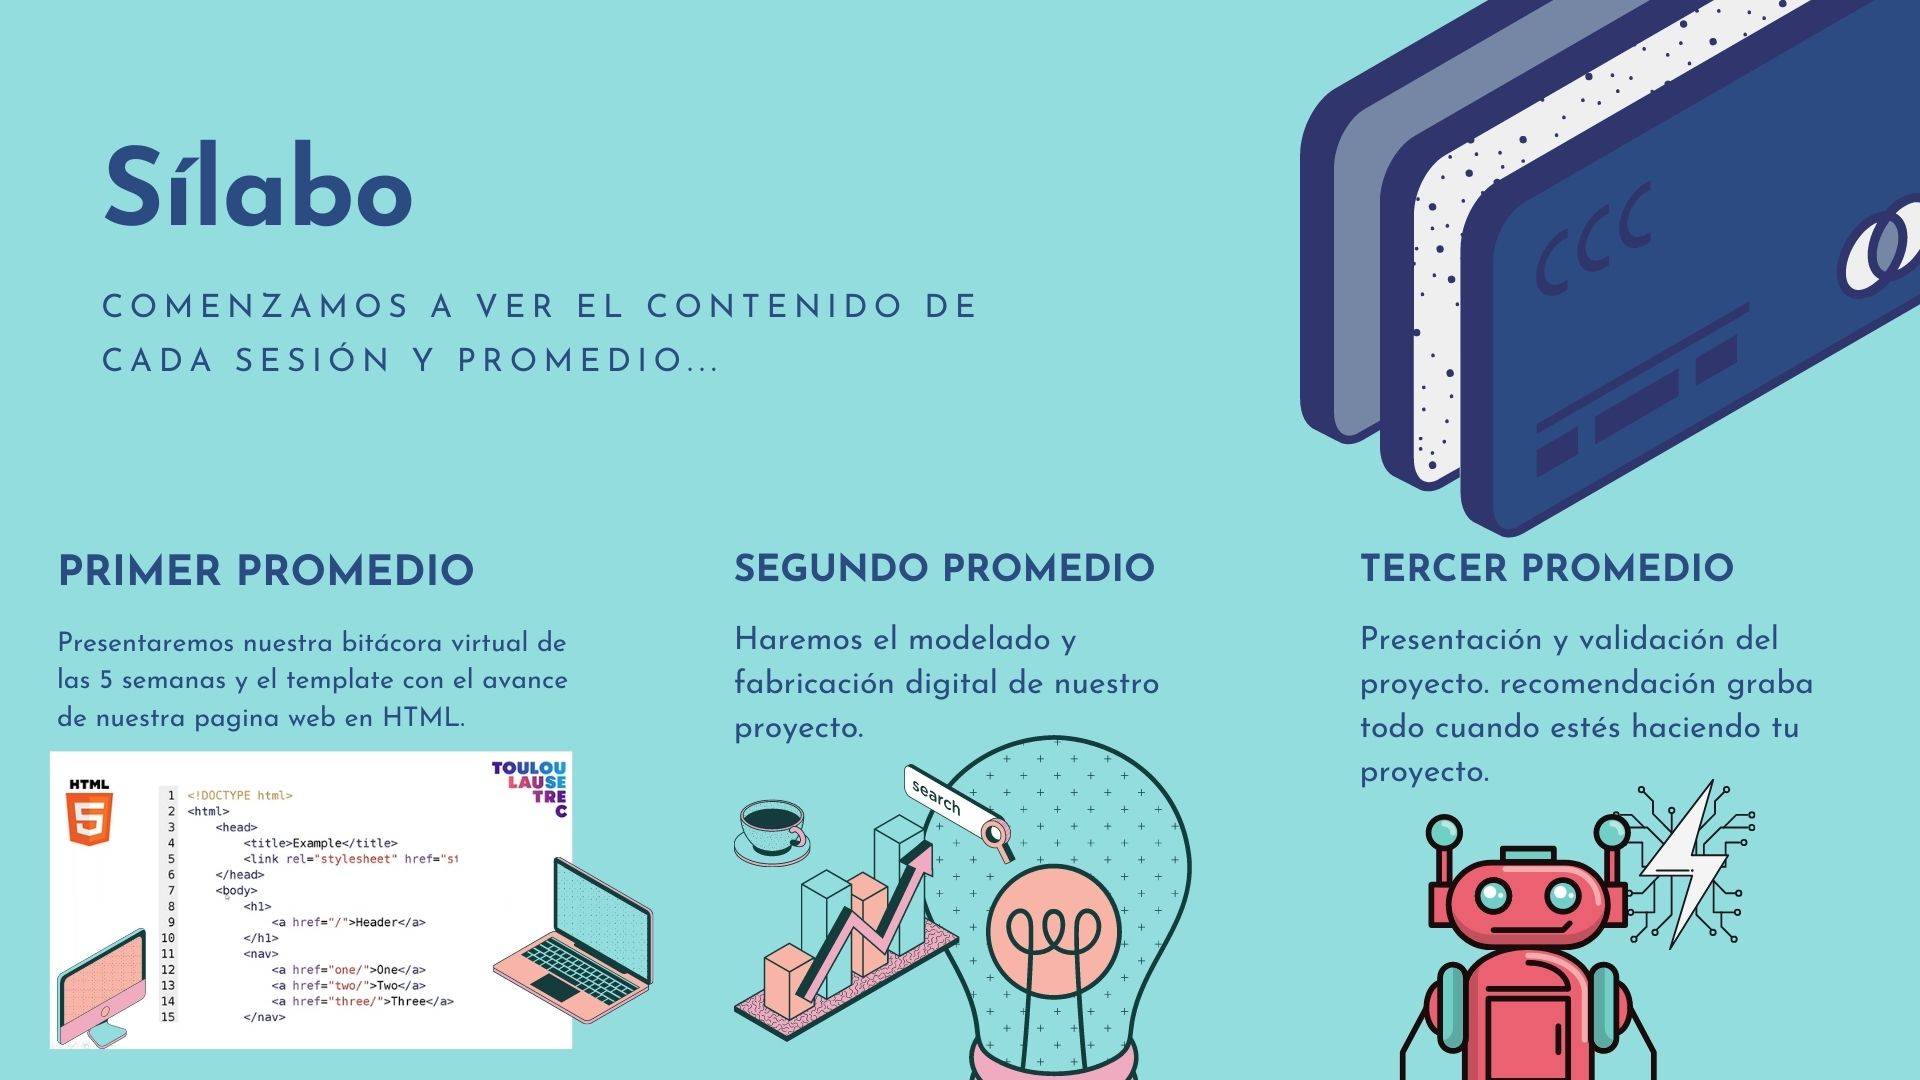 Sílabo
COMENZAMOS A VER EL CONTENIDO DE
CADA SESIÓN Y PROMEDIO...
PRIMER PROMEDIO
Presentaremos nuestra bitácora virtual de
las 5 semanas y el template con el avance
de nuestra pagina web en HTML.
HTML
5
TOULOU
LAUSE
TRE
C
1 <!DOCTYPE html>
2 <html>
3 <head>
4 <title>Example</title>
5 <link rel="stylesheet" href="st
6 </head>
7 <body>
8 <h1>
9 <a href="/">Header</a>
10 </h1>
11 <nav>
12 <a href="one/">One</a>
13 <a href="two/">Two</a>
14 <a href="three/">Three</a>
15 </nav>
SEGUNDO PROMEDIO
Haremos el modelado y
fabricación digital de nuestro
proyecto.
search
TERCER PROMEDIO
Presentación y validación del
proyecto. recomendación graba
todo cuando estés haciendo tu
proyecto.